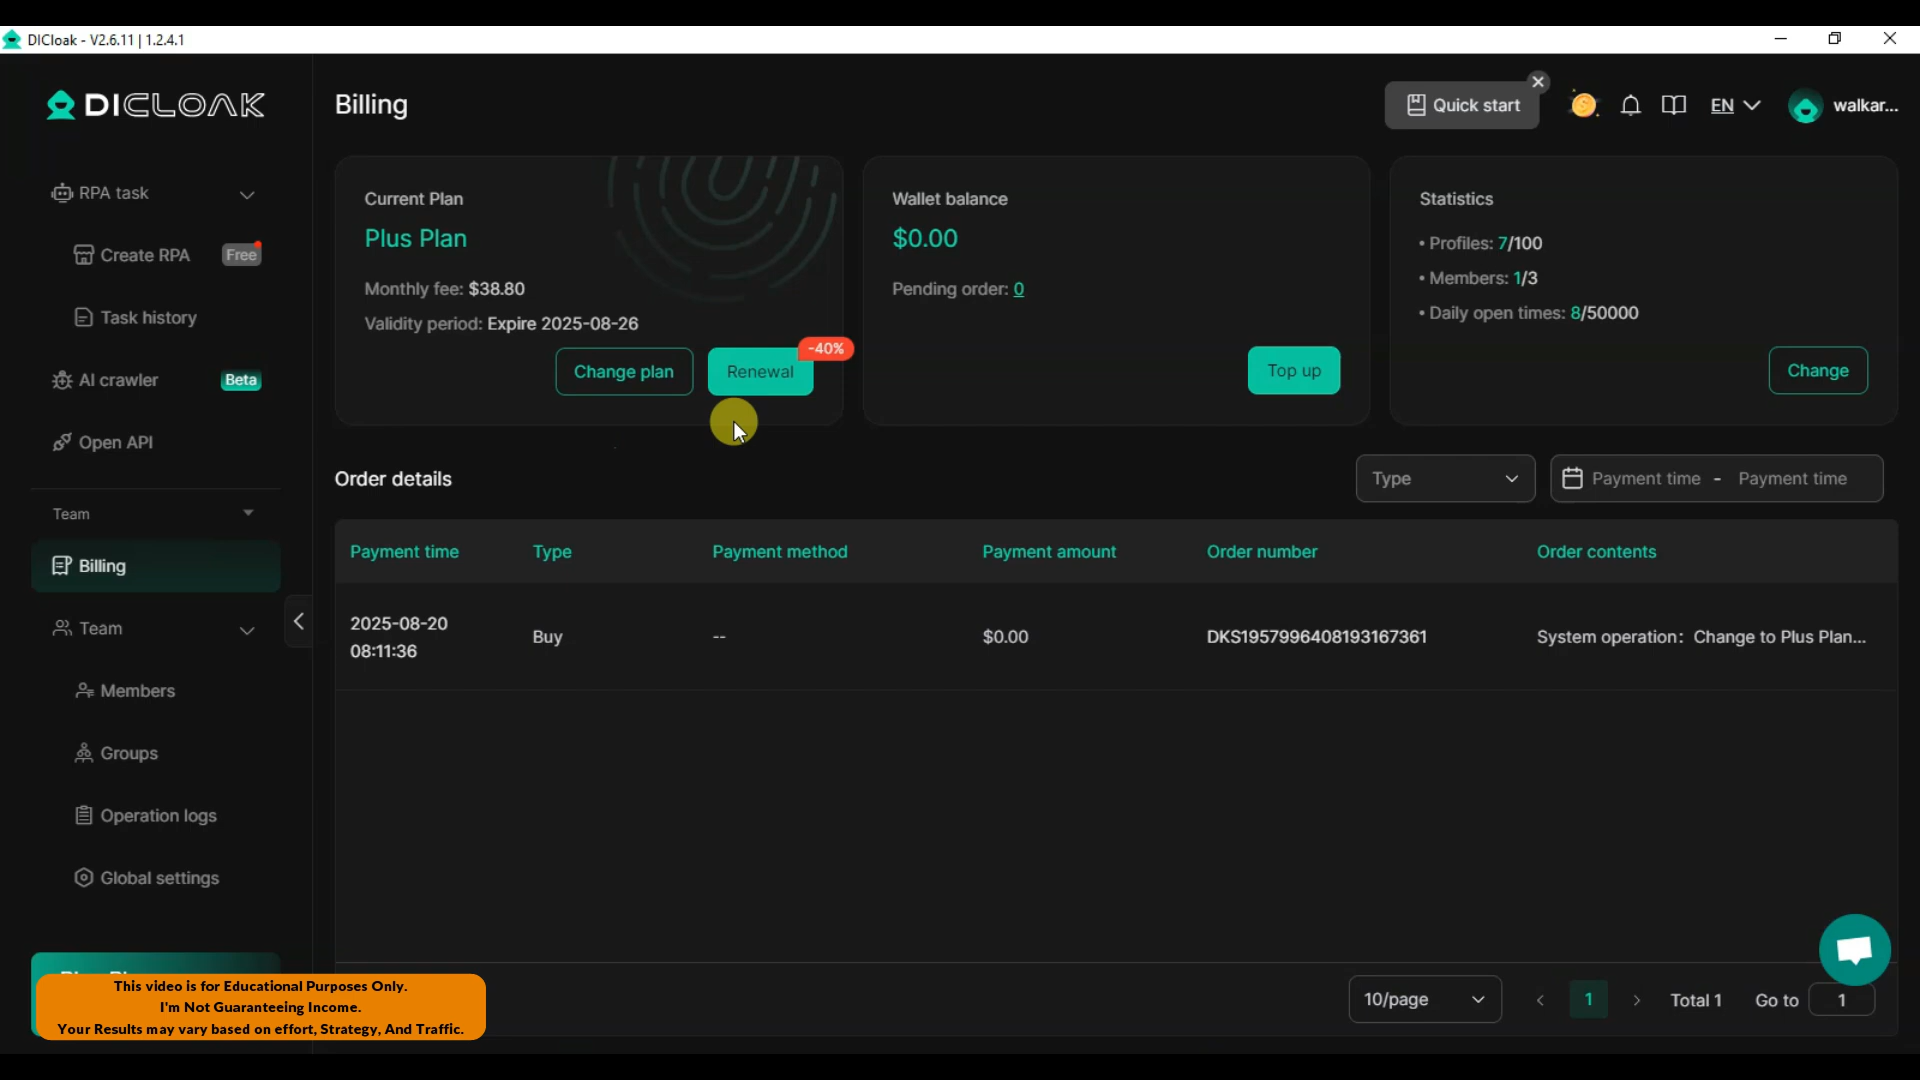 DICloak - V2.6.11 | 1.2.4.1
DICLOAK
Billing
Quick start
EN
walkar...
RPA task
Create RPA
Free
Task history
AI crawler
Beta
Open API
Team
Billing
Team
Members
Groups
Operation logs
Global settings
Current Plan
Plus Plan
Monthly fee: $38.80
Validity period: Expire 2025-08-26
Change plan
Renewal
-40%
Wallet balance
$0.00
Pending order: 0
Top up
Statistics
• Profiles: 7/100
• Members: 1/3
• Daily open times: 8/50000
Change
Order details
Type
Payment time - Payment time
Payment time Type Payment method Payment amount Order number Order contents
2025-08-20
08:11:36
Buy -- $0.00 DKS1957996408193167361 System operation: Change to Plus Plan...
This video is for Educational Purposes Only.
I'm Not Guaranteeing Income.
Your Results may vary based on effort, Strategy, And Traffic.
10/page
1
Total 1
Go to 1